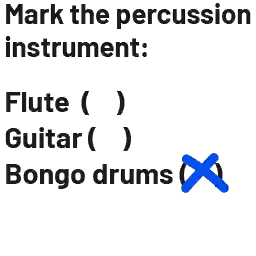 Mark the percussion
instrument:
Flute ( )
Guitar ( )
Bongo drums (X)